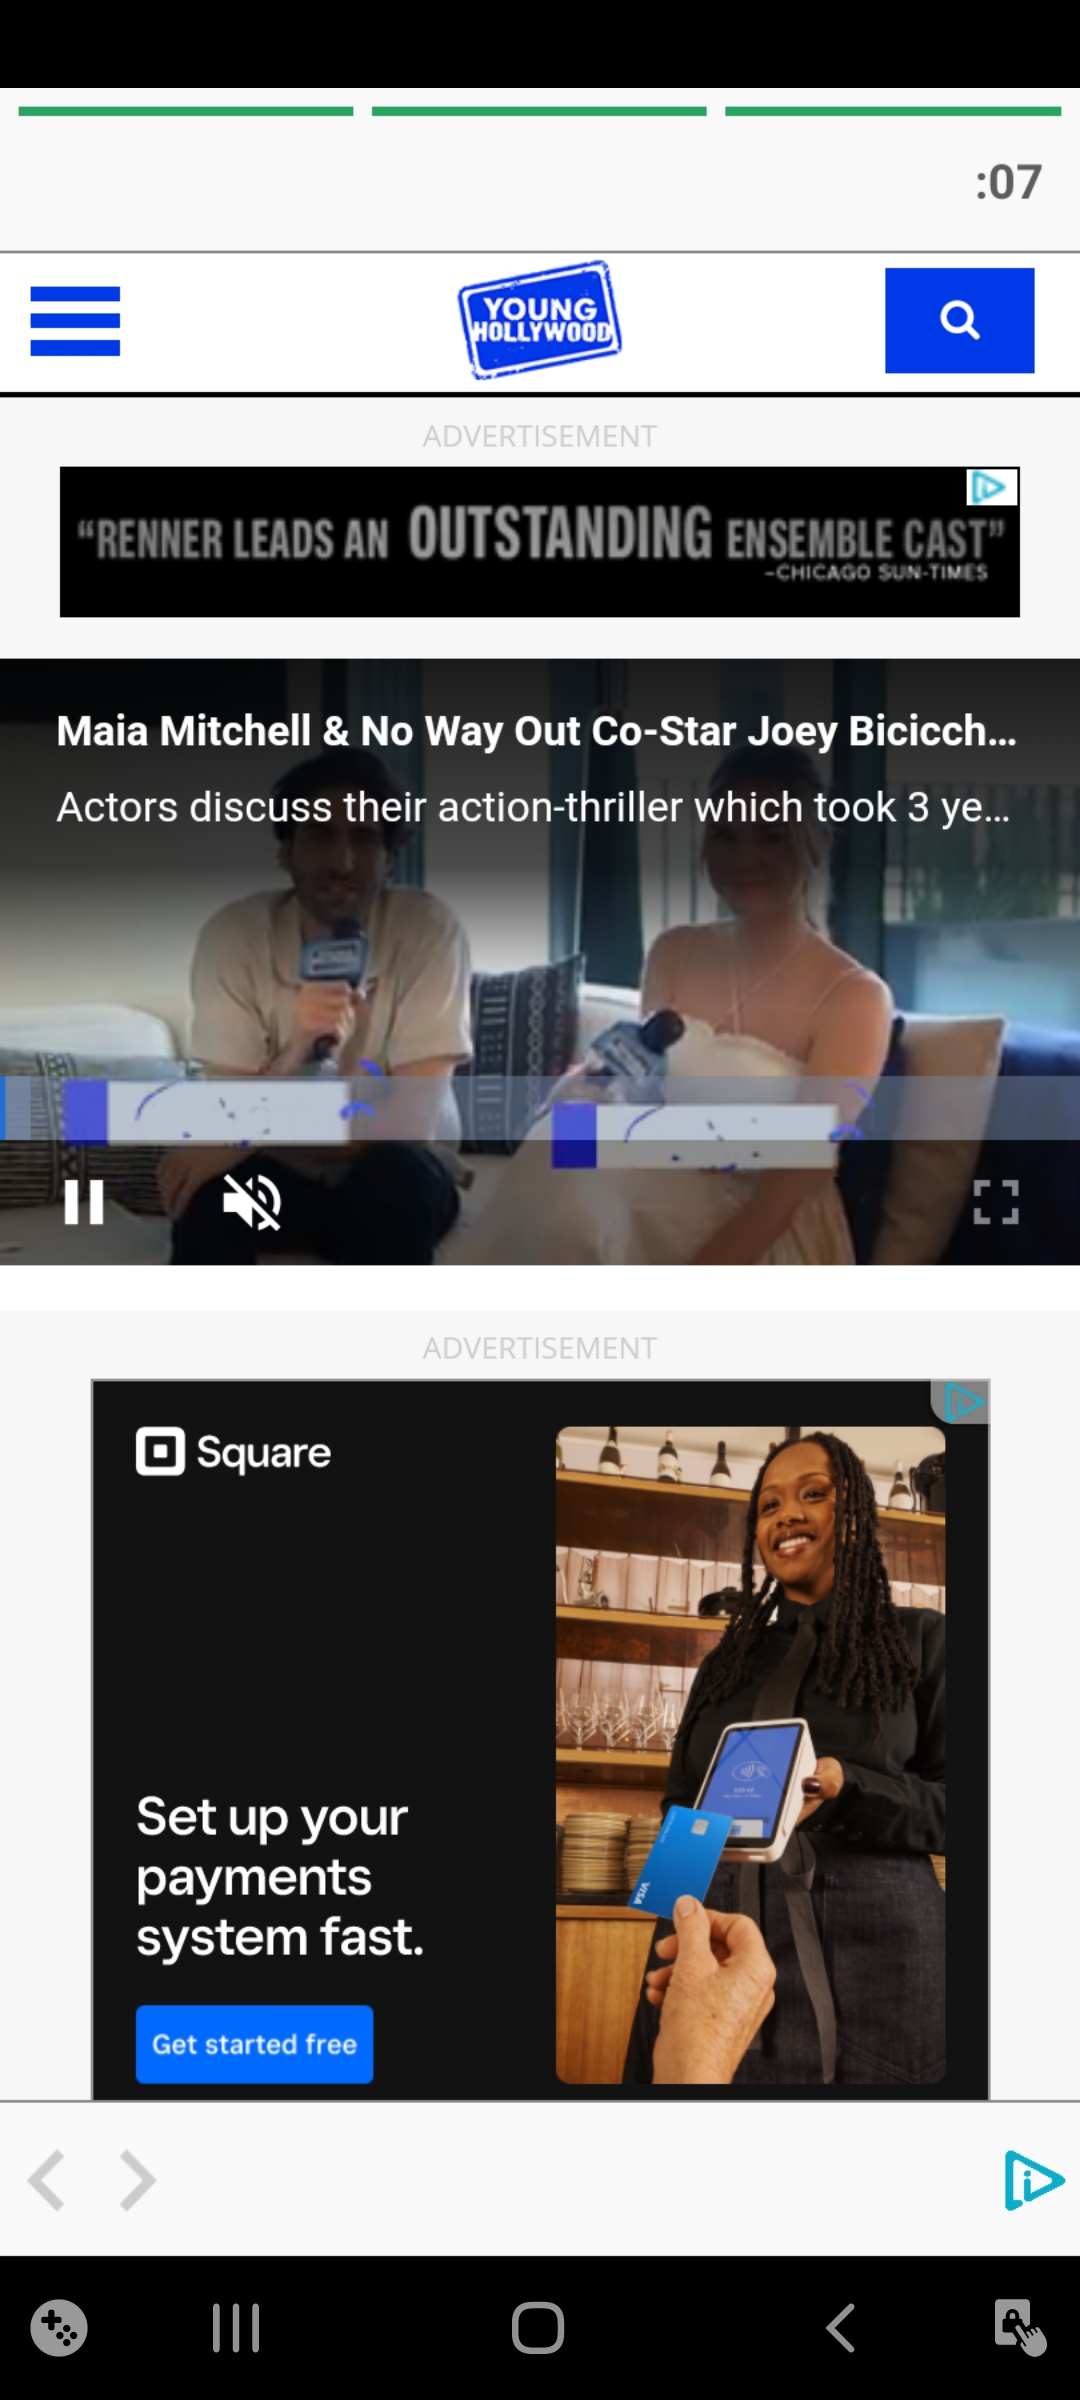 :07
YOUNG
HOLLYWOOD
ADVERTISEMENT
“RENNER LEADS AN OUTSTANDING ENSEMBLE CAST”
–CHICAGO SUN-TIMES
Maia Mitchell & No Way Out Co-Star Joey Bicicch...
Actors discuss their action-thriller which took 3 ye...
ADVERTISEMENT
Square
Set up your
payments
system fast.
VISA
Get started free